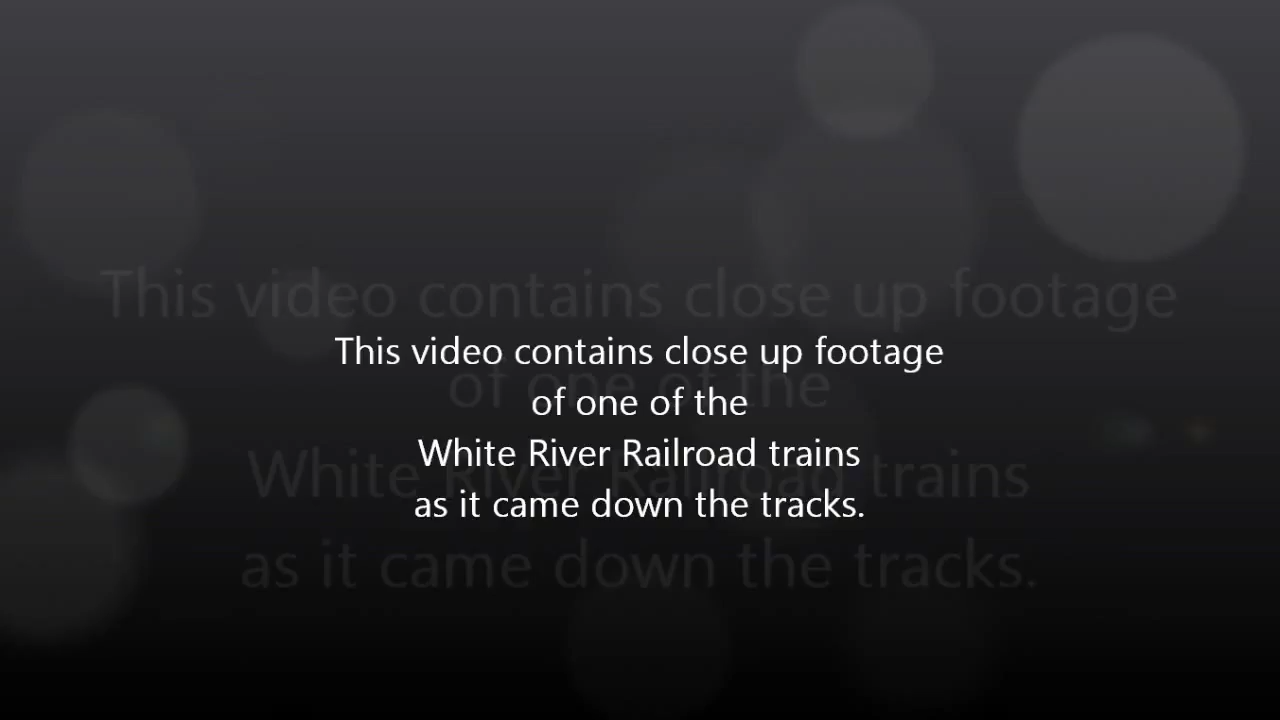 This video contains close up footage
of one of the
White River Railroad trains
as it came down the tracks.